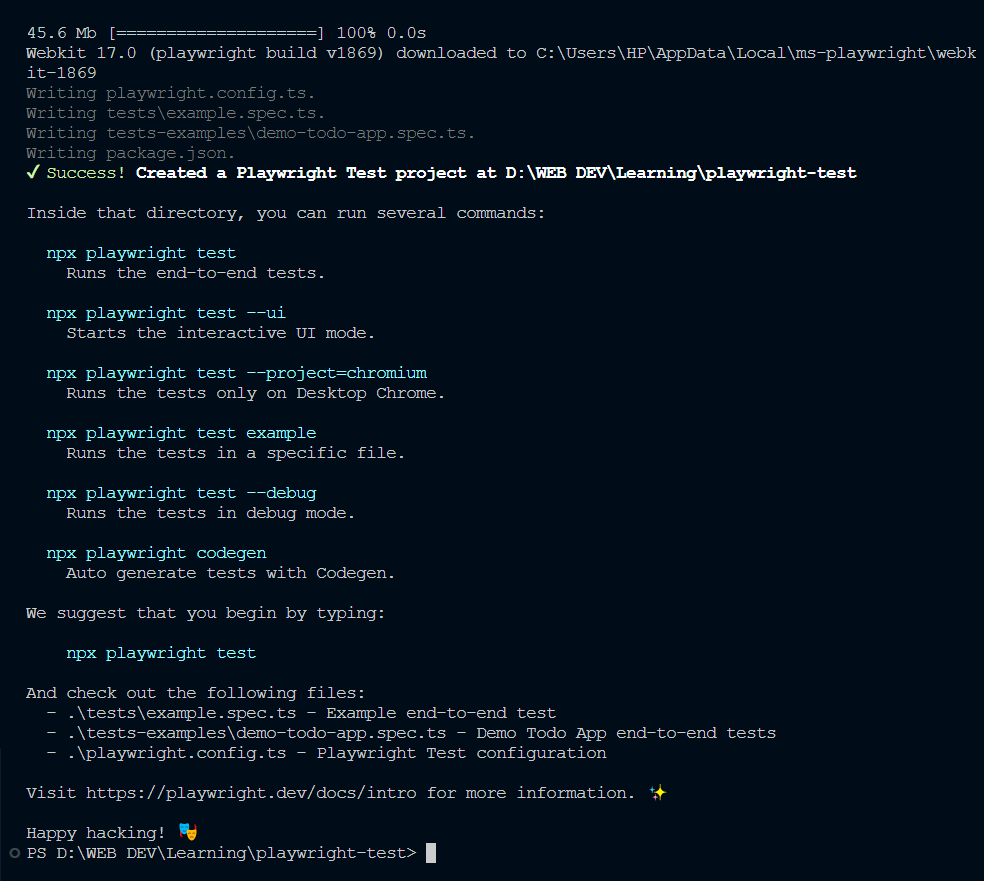 45.6 Mb [====================] 100% 0.0s
Webkit 17.0 (playwright build v1869) downloaded to C:\Users\HP\AppData\Local\ms-playwright\webk
it-1869
Writing playwright.config.ts.
Writing tests\example.spec.ts.
Writing tests-examples\demo-todo-app.spec.ts.
Writing package.json.
✔ Success! Created a Playwright Test project at D:\WEB DEV\Learning\playwright-test
Inside that directory, you can run several commands:
npx playwright test
Runs the end-to-end tests.
npx playwright test --ui
Starts the interactive UI mode.
npx playwright test --project=chromium
Runs the tests only on Desktop Chrome.
npx playwright test example
Runs the tests in a specific file.
npx playwright test --debug
Runs the tests in debug mode.
npx playwright codegen
Auto generate tests with Codegen.
We suggest that you begin by typing:
npx playwright test
And check out the following files:
- .\tests\example.spec.ts - Example end-to-end test
- .\tests-examples\demo-todo-app.spec.ts - Demo Todo App end-to-end tests
- .\playwright.config.ts - Playwright Test configuration
Visit https://playwright.dev/docs/intro for more information. ✨
Happy hacking! 🎭
PS D:\WEB DEV\Learning\playwright-test>